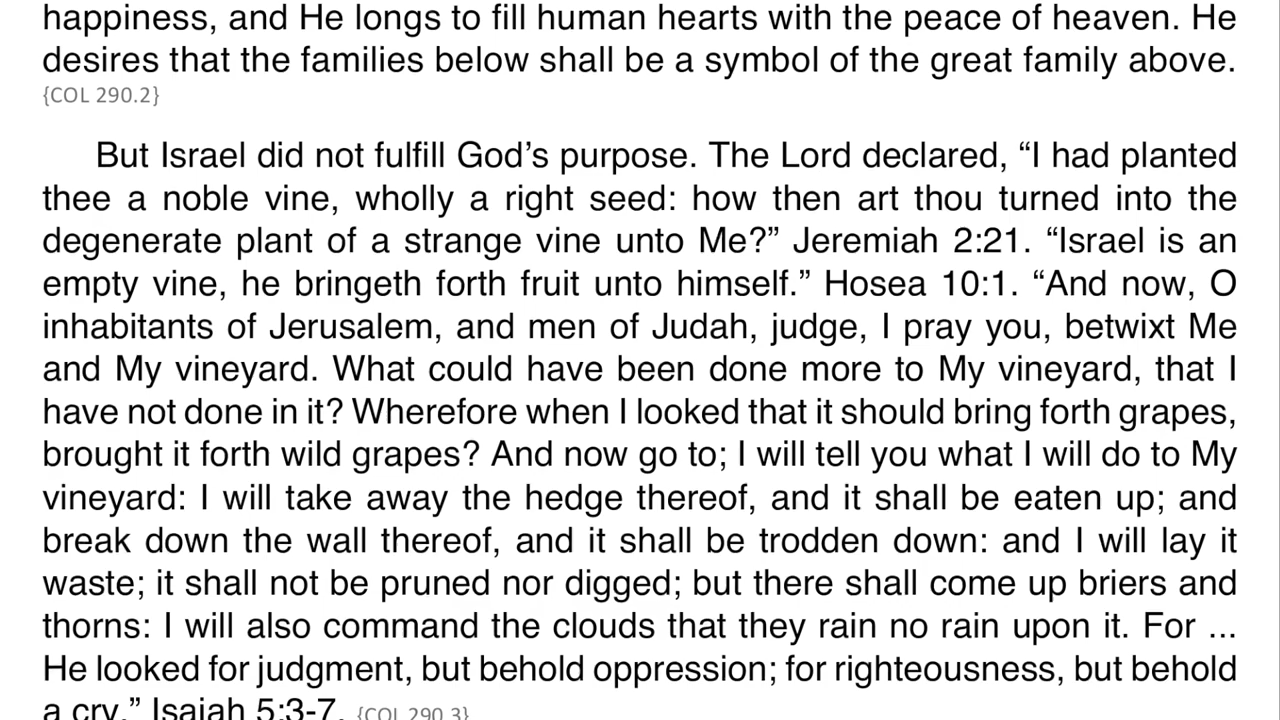 happiness, and He longs to fill human hearts with the peace of heaven. He
desires that the families below shall be a symbol of the great family above.
{COL 290.2}
But Israel did not fulfill God’s purpose. The Lord declared, “I had planted
thee a noble vine, wholly a right seed: how then art thou turned into the
degenerate plant of a strange vine unto Me?” Jeremiah 2:21. “Israel is an
empty vine, he bringeth forth fruit unto himself.” Hosea 10:1. “And now, O
inhabitants of Jerusalem, and men of Judah, judge, I pray you, betwixt Me
and My vineyard. What could have been done more to My vineyard, that I
have not done in it? Wherefore when I looked that it should bring forth grapes,
brought it forth wild grapes? And now go to; I will tell you what I will do to My
vineyard: I will take away the hedge thereof, and it shall be eaten up; and
break down the wall thereof, and it shall be trodden down: and I will lay it
waste; it shall not be pruned nor digged; but there shall come up briers and
thorns: I will also command the clouds that they rain no rain upon it. For ...
He looked for judgment, but behold oppression; for righteousness, but behold
a cry.” Isaiah 5:3-7. {COL 290.3}